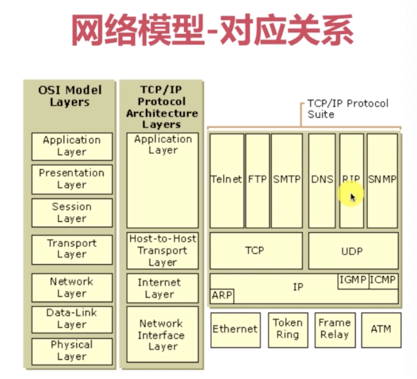 网络模型-对应关系
OSI Model
Layers
Application
Layer
Presentation
Layer
Session
Layer
Transport
Layer
Network
Layer
Data-Link
Layer
Physical
Layer
TCP/IP
Protocol
Architecture
Layers
Application
Layer
Host-to-Host
Transport
Layer
Internet
Layer
Network
Interface
Layer
TCP/IP Protocol
Suite
Telnet
FTP
SMTP
DNS
RIP
SNMP
TCP
UDP
ARP
IP
IGMP
ICMP
Ethernet
Token
Ring
Frame
Relay
ATM